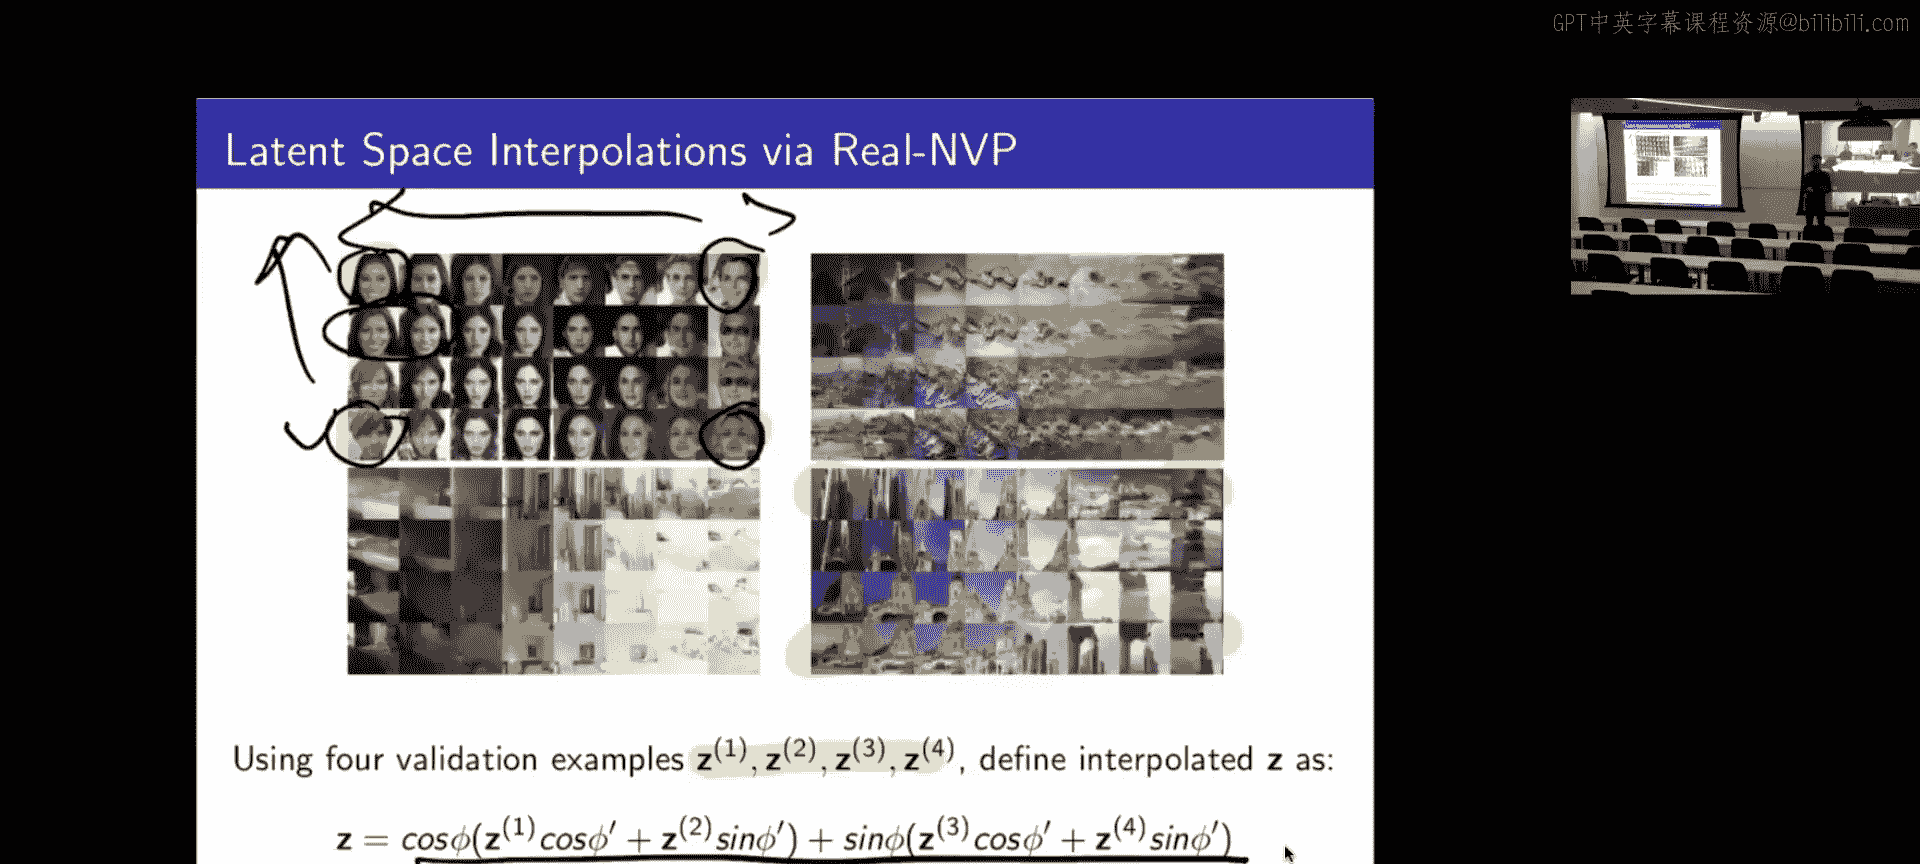 GPT中英字幕课程资源@bilibili.com
Latent Space Interpolations via Real-NVP
Using four validation examples z⁽¹⁾, z⁽²⁾, z⁽³⁾, z⁽⁴⁾, define interpolated z as:
z = cosϕ(z⁽¹⁾cosϕ′ + z⁽²⁾sinϕ′) + sinϕ(z⁽³⁾cosϕ′ + z⁽⁴⁾sinϕ′)